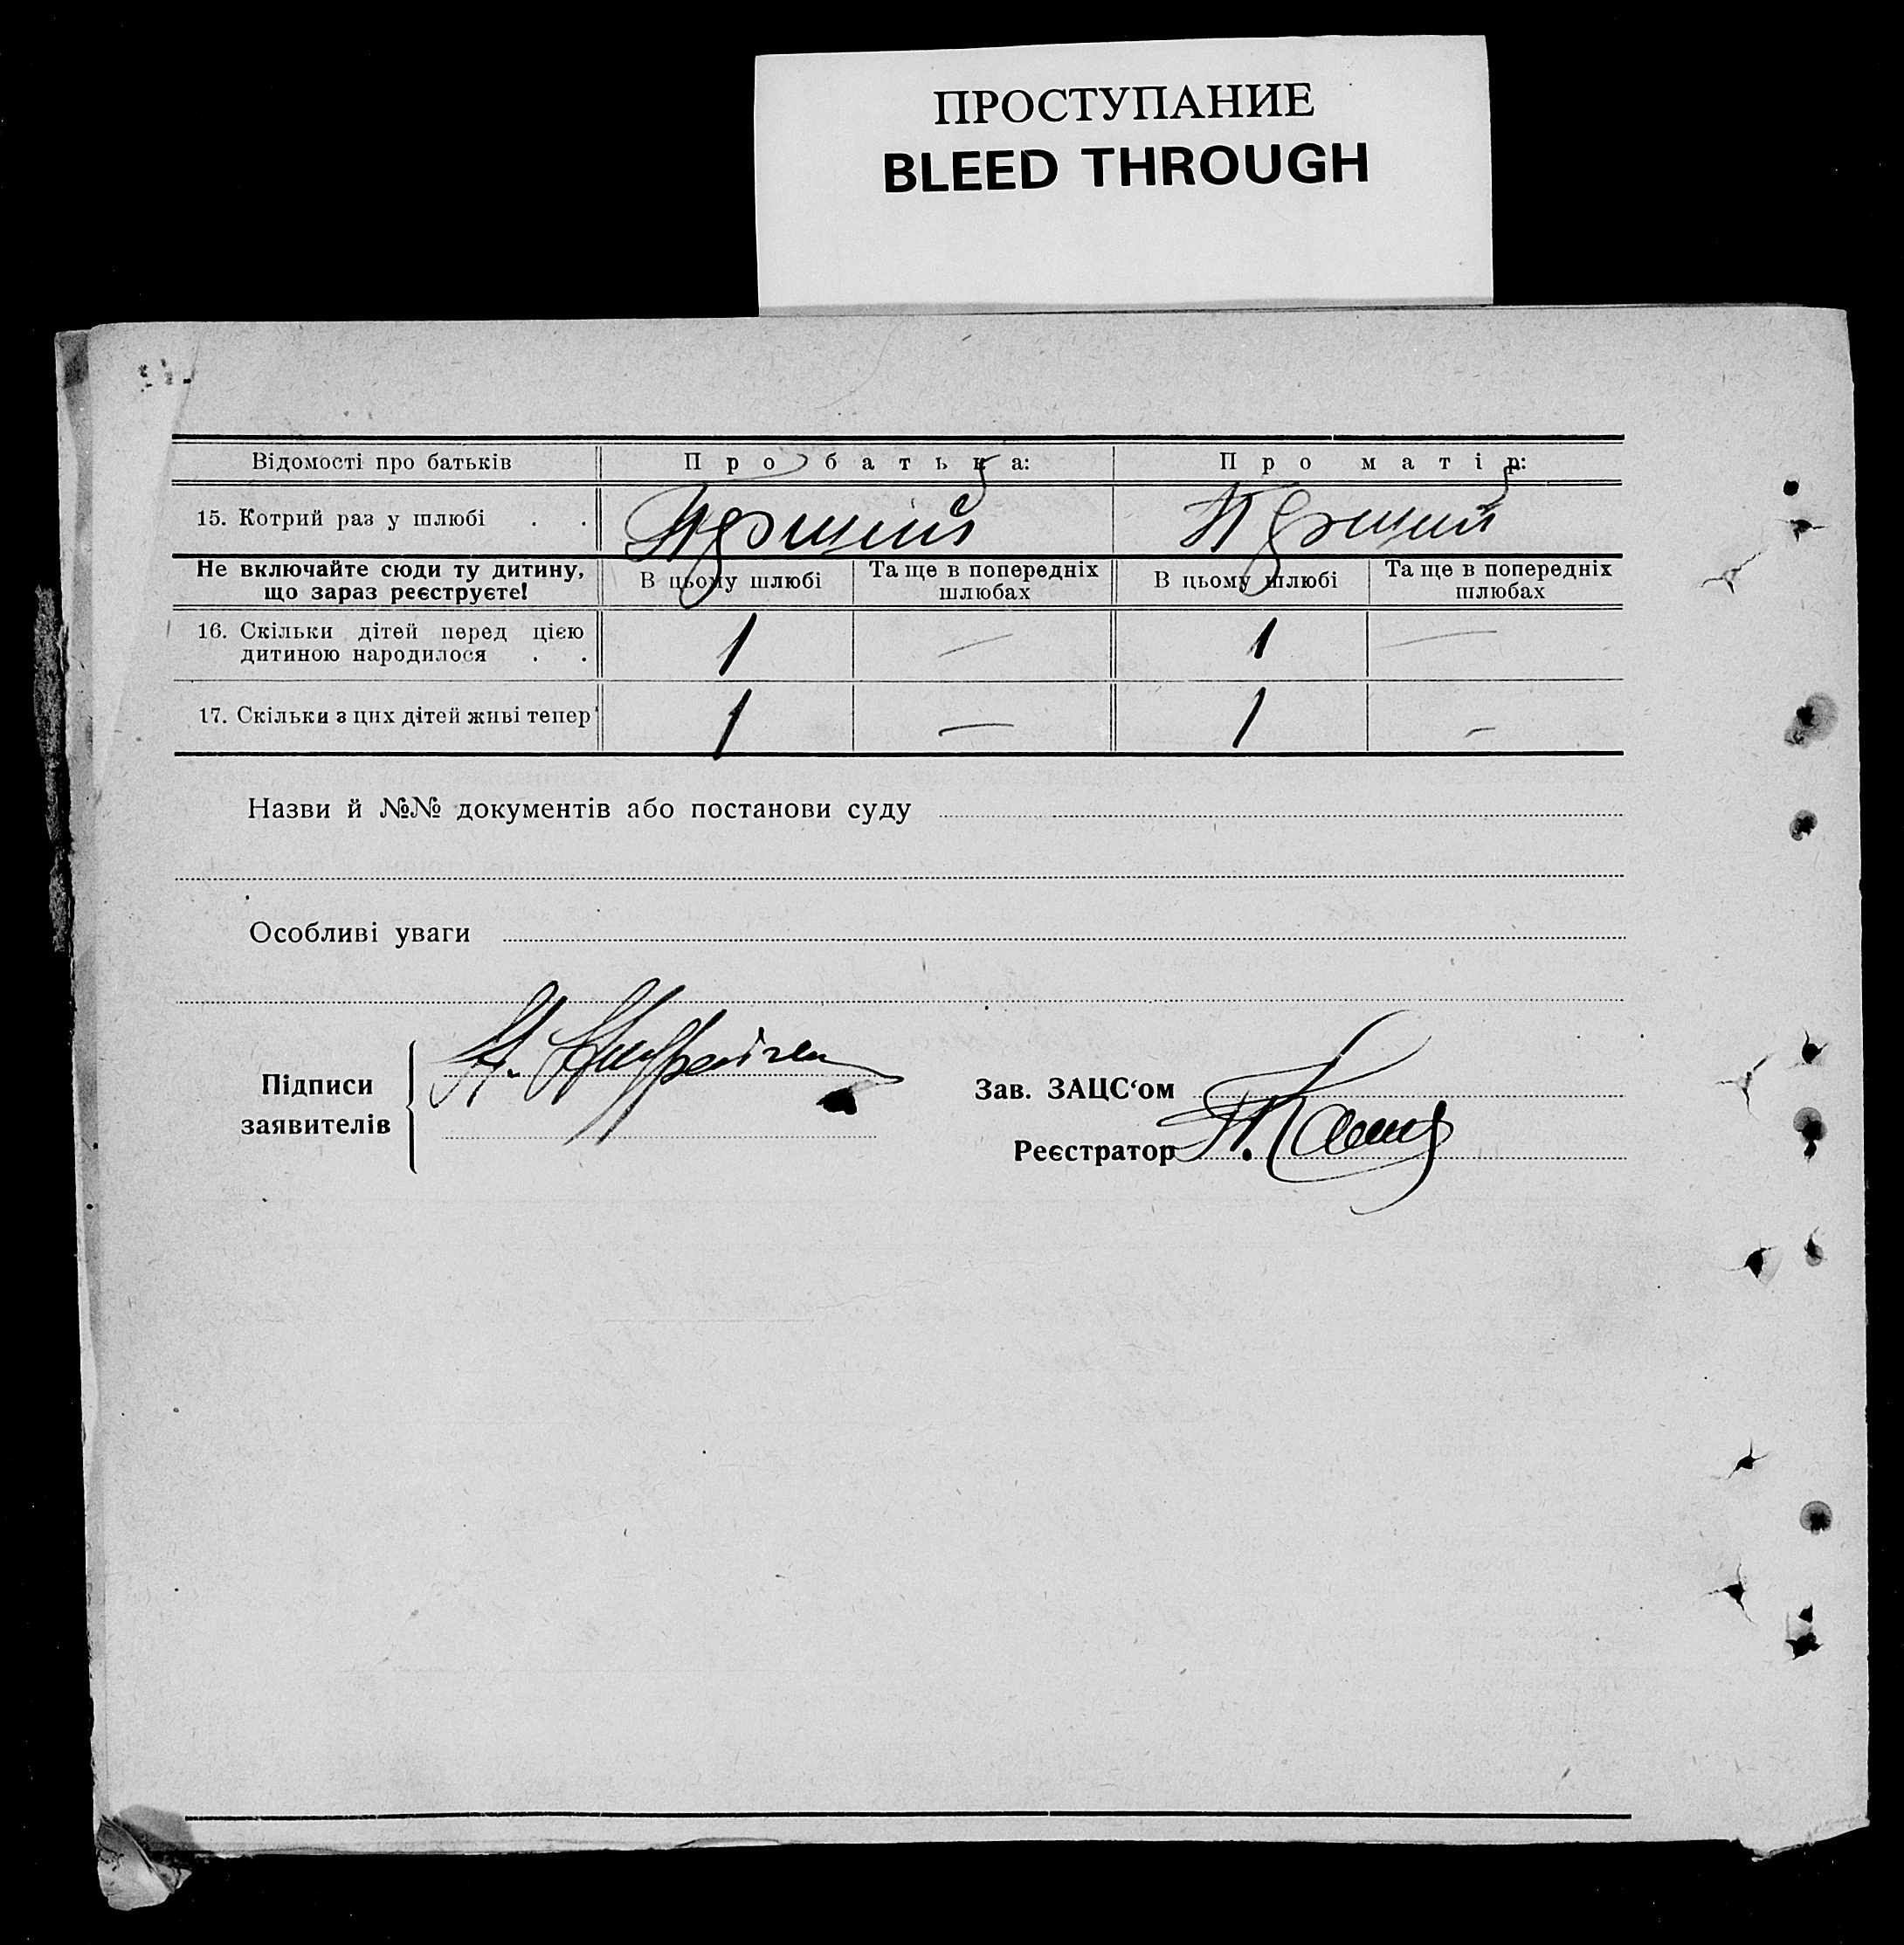 ПРОСТУПАНИЕ
BLEED THROUGH
Відомості про батьків Про батька: Про матір:
15. Котрий раз у шлюбі . . Перший Перший
Не включайте сюди ту дитину, що зараз реєструєте! В цьому шлюбі Та ще в попередніх шлюбах В цьому шлюбі Та ще в попередніх шлюбах
16. Скільки дітей перед цією
дитиною народилося . . 1 — 1 —
17. Скільки з цих дітей живі тепер 1 — 1 —
Назви й №№ документів або постанови суду
Особливі уваги
Підписи
заявителів
Зав. ЗАЦС‘ом
Реєстратор